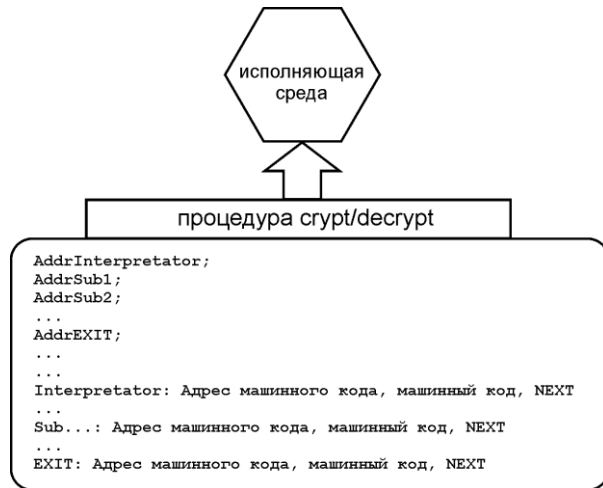 исполняющая
среда
процедура crypt/decrypt
AddrInterpretator;
AddrSub1;
AddrSub2;
...
AddrEXIT;
...
...
Interpretator: Адрес машинного кода, машинный код, NEXT
...
Sub...: Адрес машинного кода, машинный код, NEXT
...
EXIT: Адрес машинного кода, машинный код, NEXT